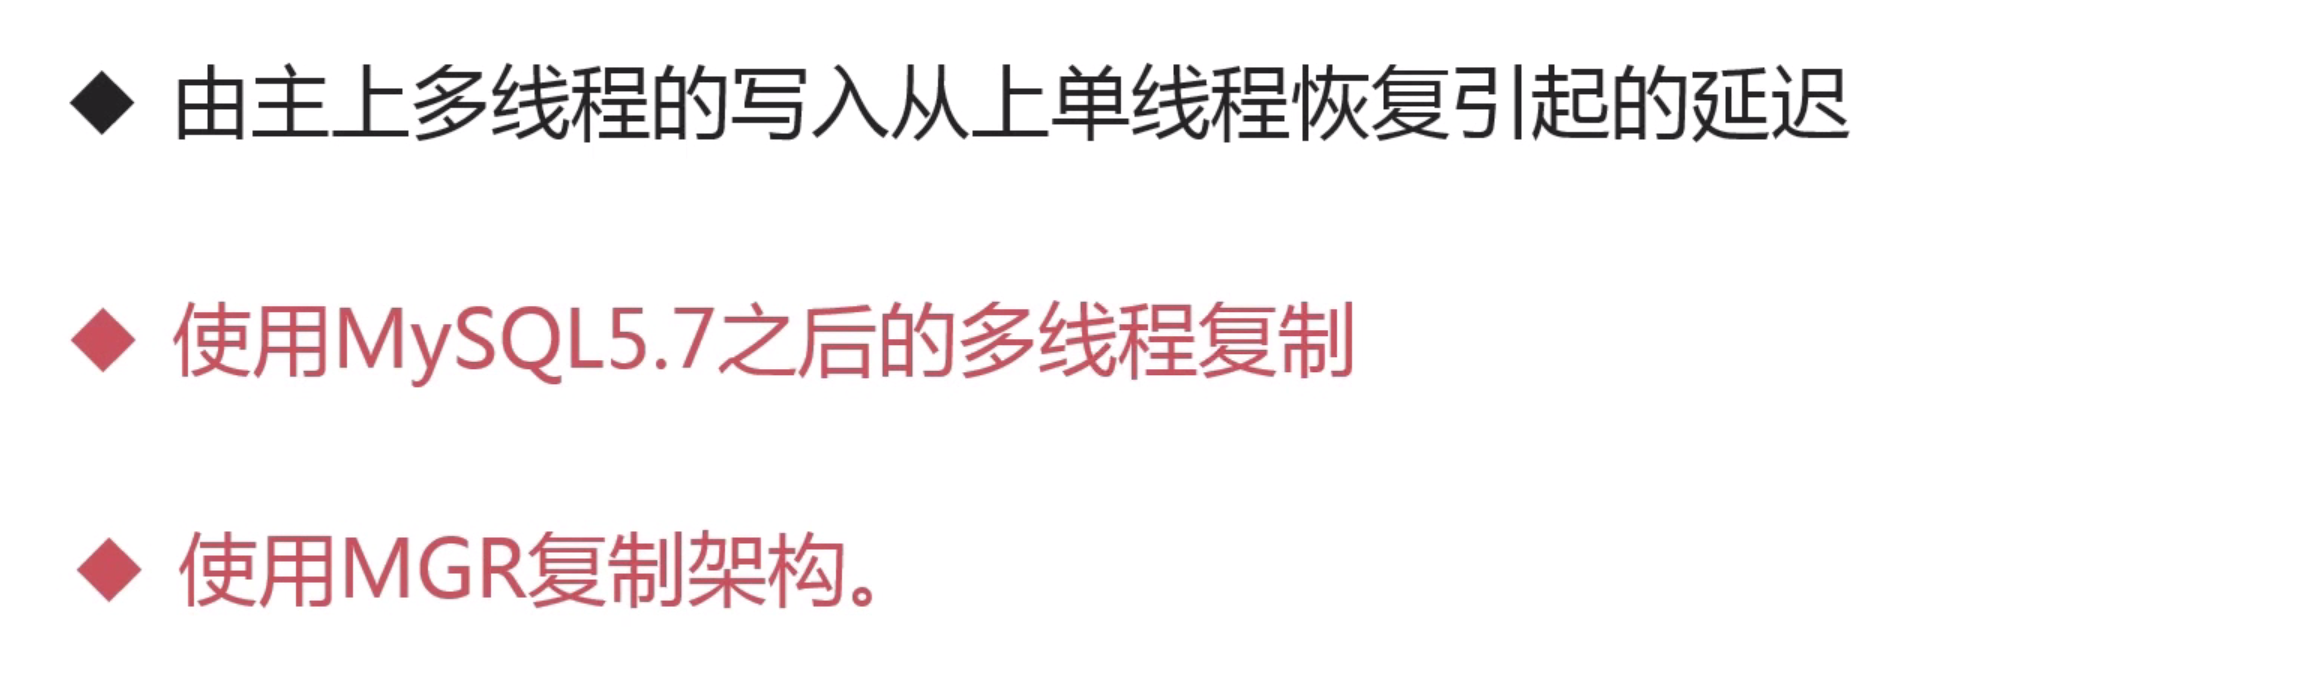 ◆ 由主上多线程的写入从上单线程恢复引起的延迟
◆ 使用MySQL5.7之后的多线程复制
◆ 使用MGR复制架构。